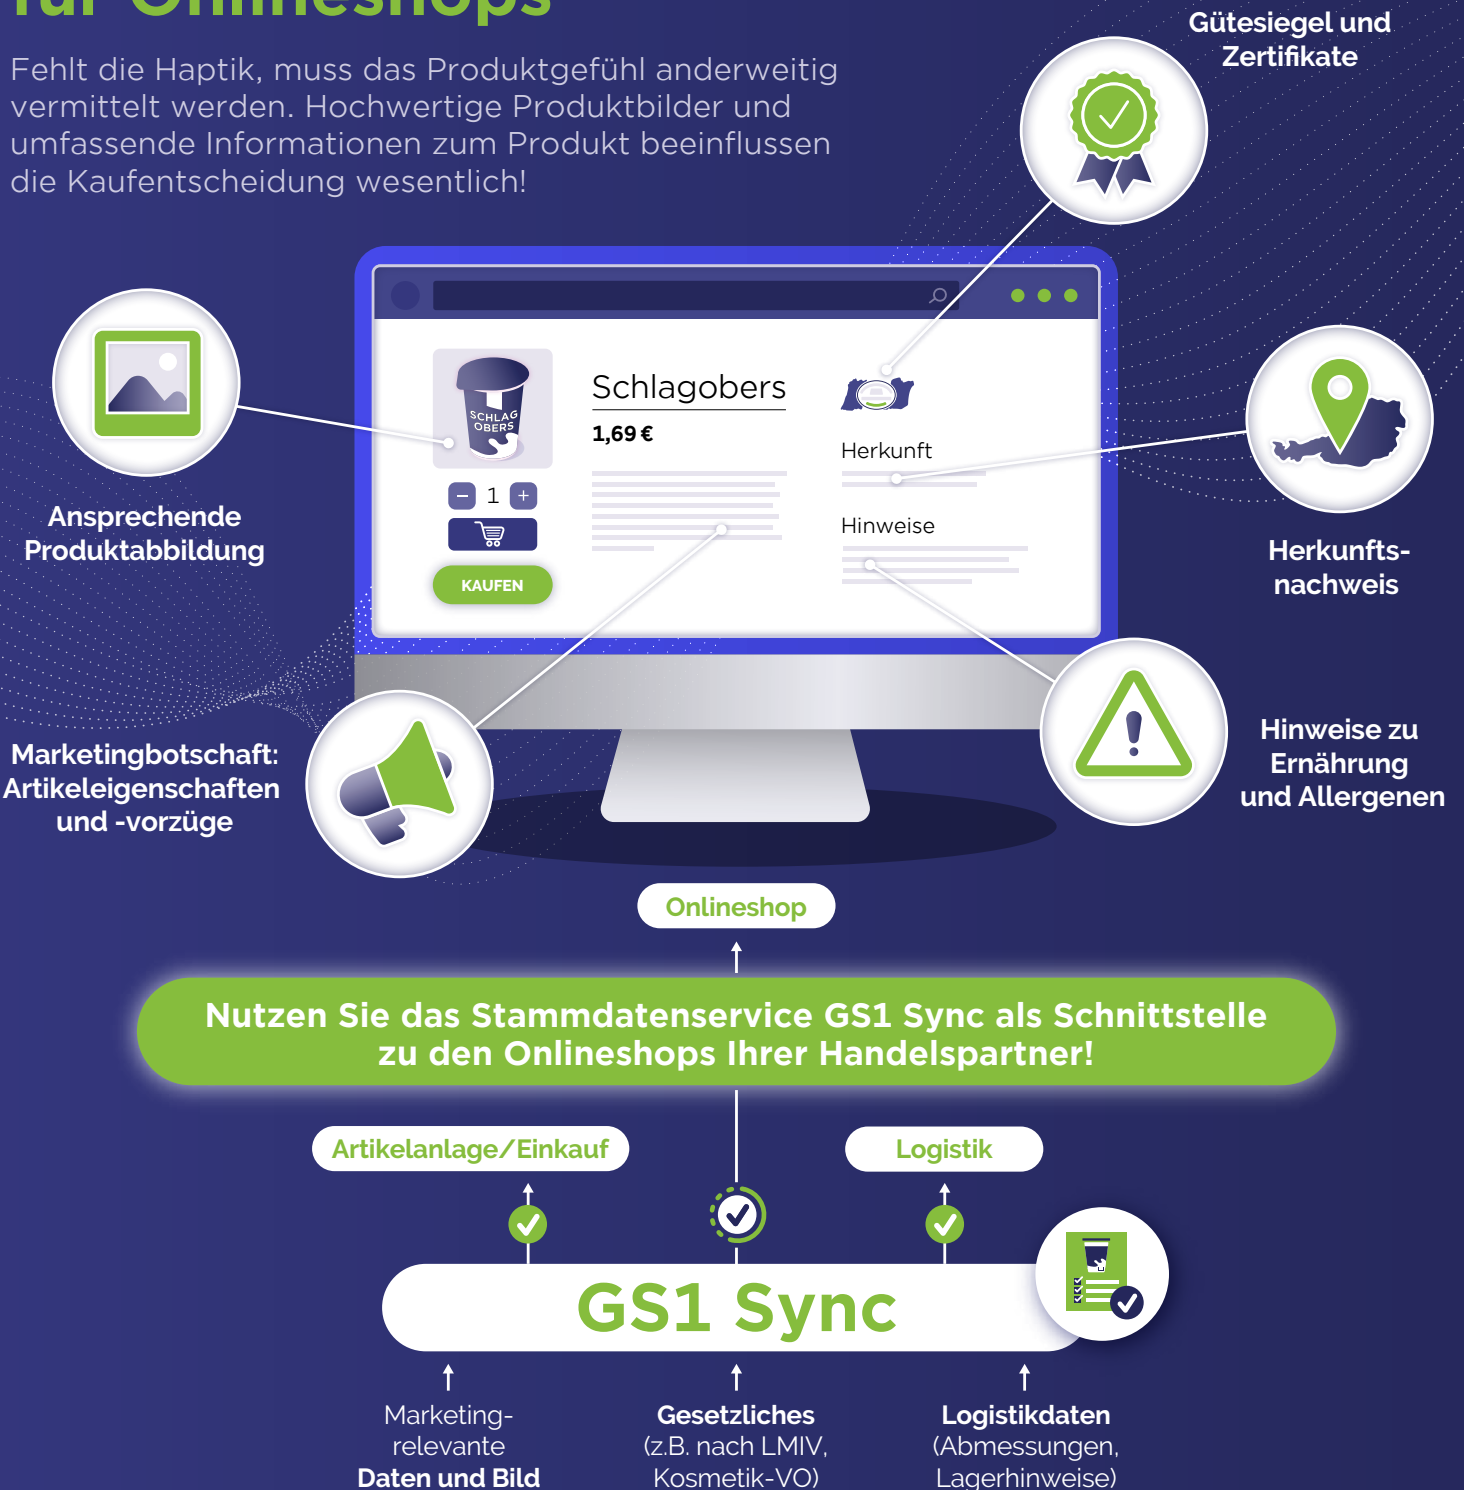 für Onlineshops
Fehlt die Haptik, muss das Produktgefühl anderweitig
vermittelt werden. Hochwertige Produktbilder und
umfassende Informationen zum Produkt beeinflussen
die Kaufentscheidung wesentlich!
Gütesiegel und
Zertifikate
SCHLAG
OBERS
Schlagobers
1,69 €
Herkunft
Hinweise
1
KAUFEN
Ansprechende
Produktabbildung
Herkunfts-
nachweis
Marketingbotschaft:
Artikeleigenschaften
und -vorzüge
Hinweise zu
Ernährung
und Allergenen
Onlineshop
Nutzen Sie das Stammdatenservice GS1 Sync als Schnittstelle
zu den Onlineshops Ihrer Handelspartner!
Artikelanlage/Einkauf
Logistik
GS1 Sync
Marketing-
relevante
Daten und Bild
Gesetzliches
(z.B. nach LMIV,
Kosmetik-VO)
Logistikdaten
(Abmessungen,
Lagerhinweise)